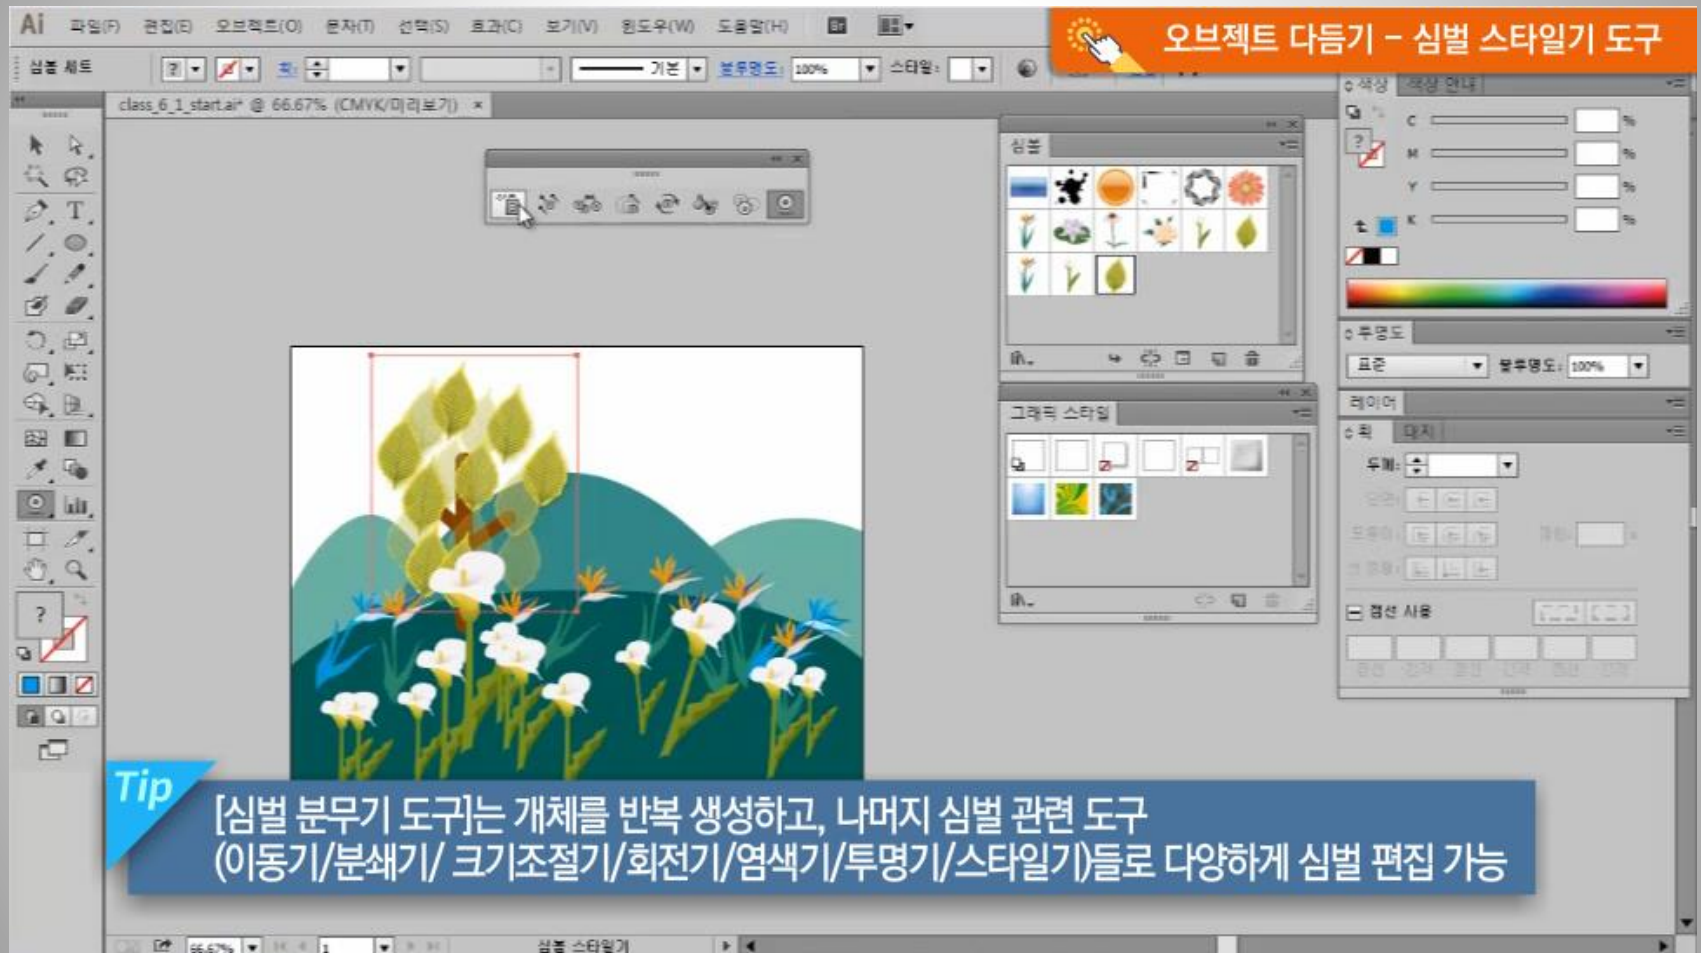 Ai 파일(F) 편집(E) 오브젝트(O) 문자(T) 선택(S) 효과(C) 보기(V) 윈도우(W) 도움말(H) Br
오브젝트 다듬기 - 심벌 스타일기 도구
심볼 세트 ? 획: 기본 불투명도: 100% 스타일:
class_6_1_start.ai* @ 66.67% (CMYK/미리보기) ×
색상 색상 안내
C %
M %
Y %
K %
심볼
투명도
표준 불투명도: 100%
레이어
그래픽 스타일
획
두께:
점선 사용
Tip
[심벌 분무기 도구]는 개체를 반복 생성하고, 나머지 심벌 관련 도구
(이동기/분쇄기/ 크기조절기/회전기/염색기/투명기/스타일기)들로 다양하게 심벌 편집 가능
66.67% 1 심볼 스타일기